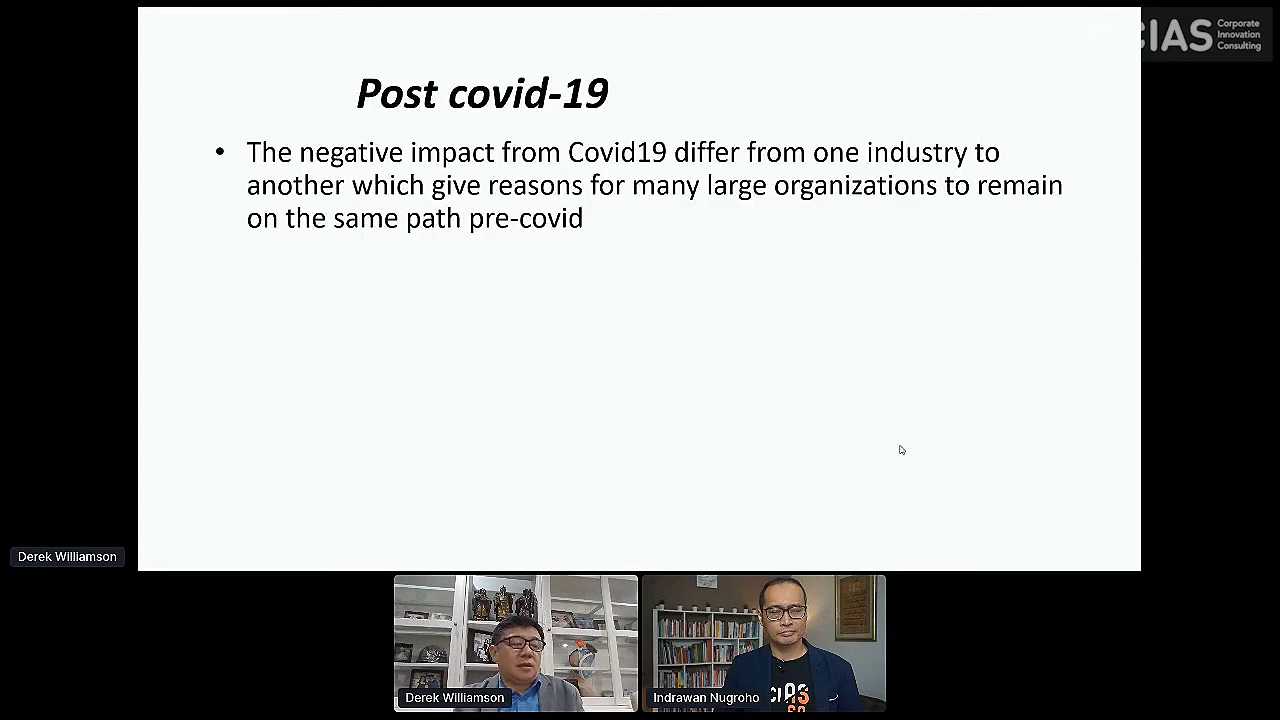 CIAS
Corporate
Innovation
Consulting
Post covid-19
• The negative impact from Covid19 differ from one industry to
another which give reasons for many large organizations to remain
on the same path pre-covid
Derek Williamson
Derek Williamson
Indrawan Nugroho